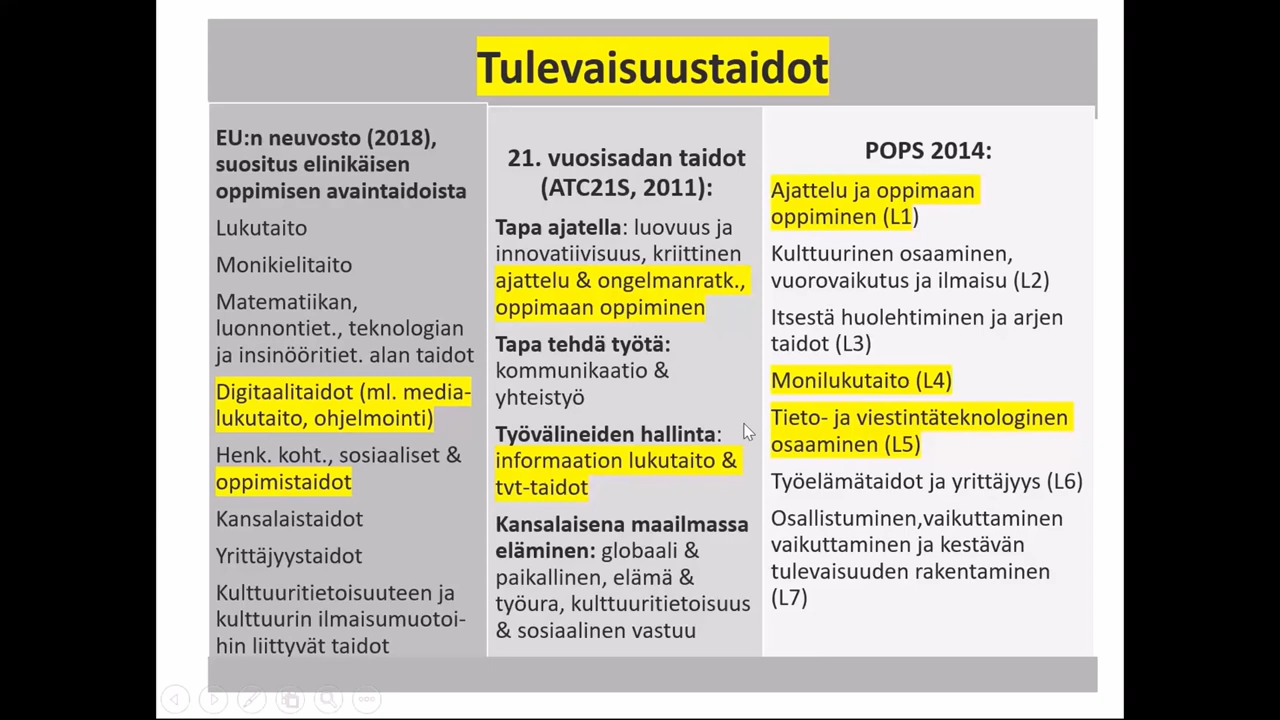 Tulevaisuustaidot
EU:n neuvosto (2018),
suositus elinikäisen
oppimisen avaintaidoista
Lukutaito
Monikielitaito
Matematiikan,
luonnontiet., teknologian
ja insinööritiet. alan taidot
Digitaalitaidot (ml. media-
lukutaito, ohjelmointi)
Henk. koht., sosiaaliset &
oppimistaidot
Kansalaistaidot
Yrittäjyystaidot
Kulttuuritietoisuuteen ja
kulttuurin ilmaisumuotoi-
hin liittyvät taidot
21. vuosisadan taidot
(ATC21S, 2011):
Tapa ajatella: luovuus ja
innovatiivisuus, kriittinen
ajattelu & ongelmanratk.,
oppimaan oppiminen
Tapa tehdä työtä:
kommunikaatio &
yhteistyö
Työvälineiden hallinta:
informaation lukutaito &
tvt-taidot
Kansalaisena maailmassa
eläminen: globaali &
paikallinen, elämä &
työura, kulttuuritietoisuus
& sosiaalinen vastuu
POPS 2014:
Ajattelu ja oppimaan
oppiminen (L1)
Kulttuurinen osaaminen,
vuorovaikutus ja ilmaisu (L2)
Itsestä huolehtiminen ja arjen
taidot (L3)
Monilukutaito (L4)
Tieto- ja viestintäteknologinen
osaaminen (L5)
Työelämätaidot ja yrittäjyys (L6)
Osallistuminen,vaikuttaminen
vaikuttaminen ja kestävän
tulevaisuuden rakentaminen
(L7)